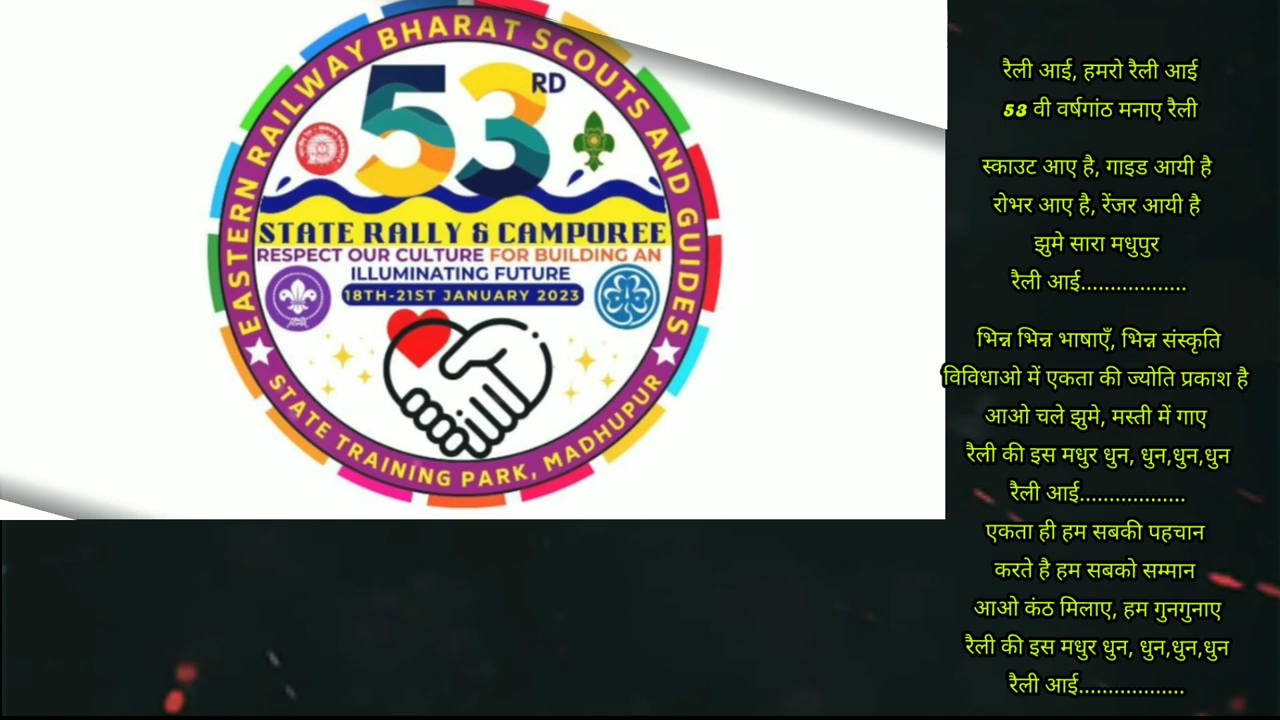 EASTERN RAILWAY BHARAT SCOUTS AND GUIDES
53RD
STATE RALLY & CAMPOREE
RESPECT OUR CULTURE FOR BUILDING AN
ILLUMINATING FUTURE
18TH-21ST JANUARY 2023
STATE TRAINING PARK, MADHUPUR
रैली आई, हमरो रैली आई
53 वी वर्षगांठ मनाए रैली
स्काउट आए है, गाइड आयी है
रोभर आए है, रेंजर आयी है
झुमे सारा मधुपुर
रैली आई..................
भिन्न भिन्न भाषाएँ, भिन्न संस्कृति
विविधाओ में एकता की ज्योति प्रकाश है
आओ चले झुमे, मस्ती में गाए
रैली की इस मधुर धुन, धुन,धुन,धुन
रैली आई..................
एकता ही हम सबकी पहचान
करते है हम सबको सम्मान
आओ कंठ मिलाए, हम गुनगुनाए
रैली की इस मधुर धुन, धुन,धुन,धुन
रैली आई..................